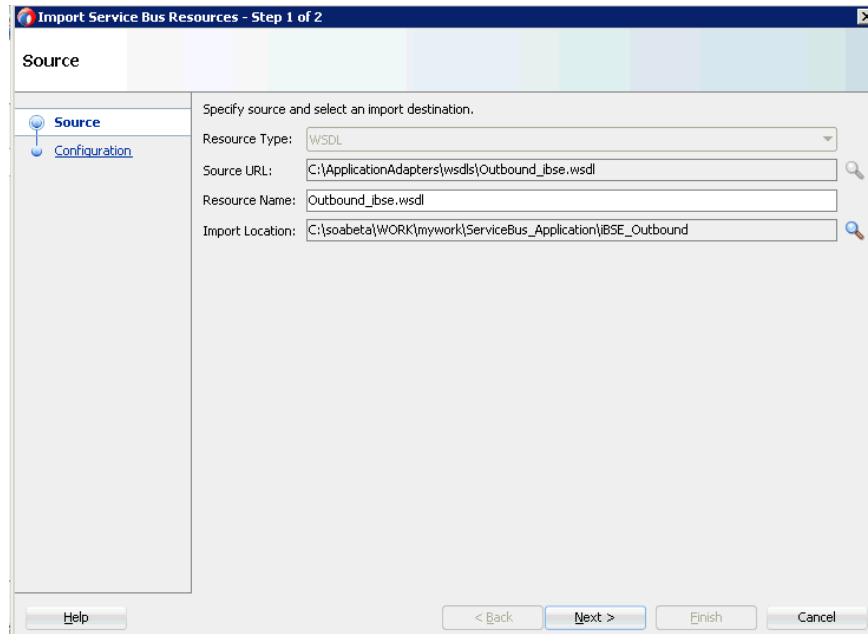 Import Service Bus Resources - Step 1 of 2
Source
Source
Configuration
Specify source and select an import destination.
Resource Type: WSDL
Source URL: C:\ApplicationAdapters\wsdls\Outbound_ibse.wsdl
Resource Name: Outbound_ibse.wsdl
Import Location: C:\soabeta\WORK\mywork\ServiceBus_Application\iBSE_Outbound
Help < Back Next > Finish Cancel